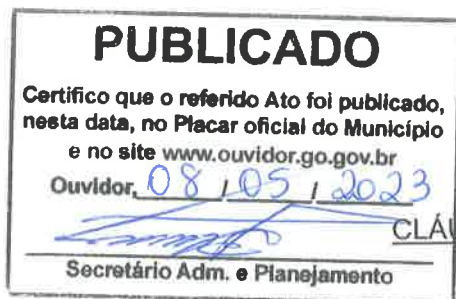 PUBLICADO
Certifico que o referido Ato foi publicado,
nesta data, no Placar oficial do Município
e no site www.ouvidor.go.gov.br
Ouvidor, 08 / 05 / 2023
CLÁU
Secretário Adm. e Planejamento